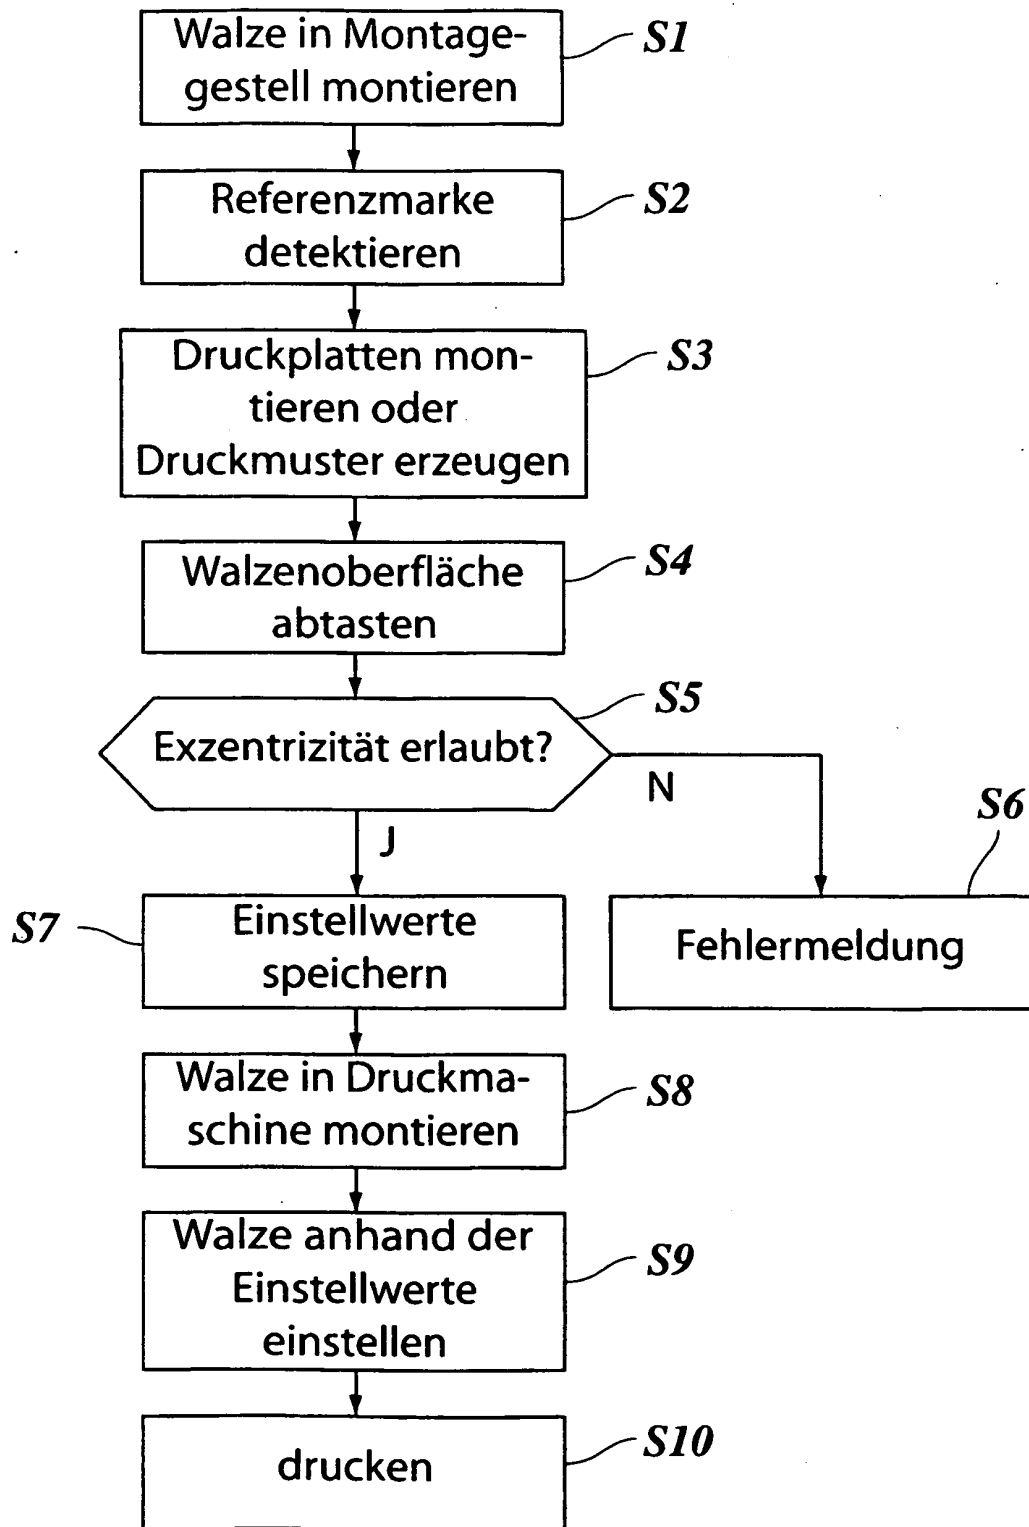 Walze in Montage-
gestell montieren
S1
Referenzmarke
detektieren
S2
Druckplatten mon-
tieren oder
Druckmuster erzeugen
S3
Walzenoberfläche
abtasten
S4
Exzentrizität erlaubt?
S5
N
J
S6
Fehlermeldung
S7
Einstellwerte
speichern
Walze in Druckma-
schine montieren
S8
Walze anhand der
Einstellwerte
einstellen
S9
drucken
S10